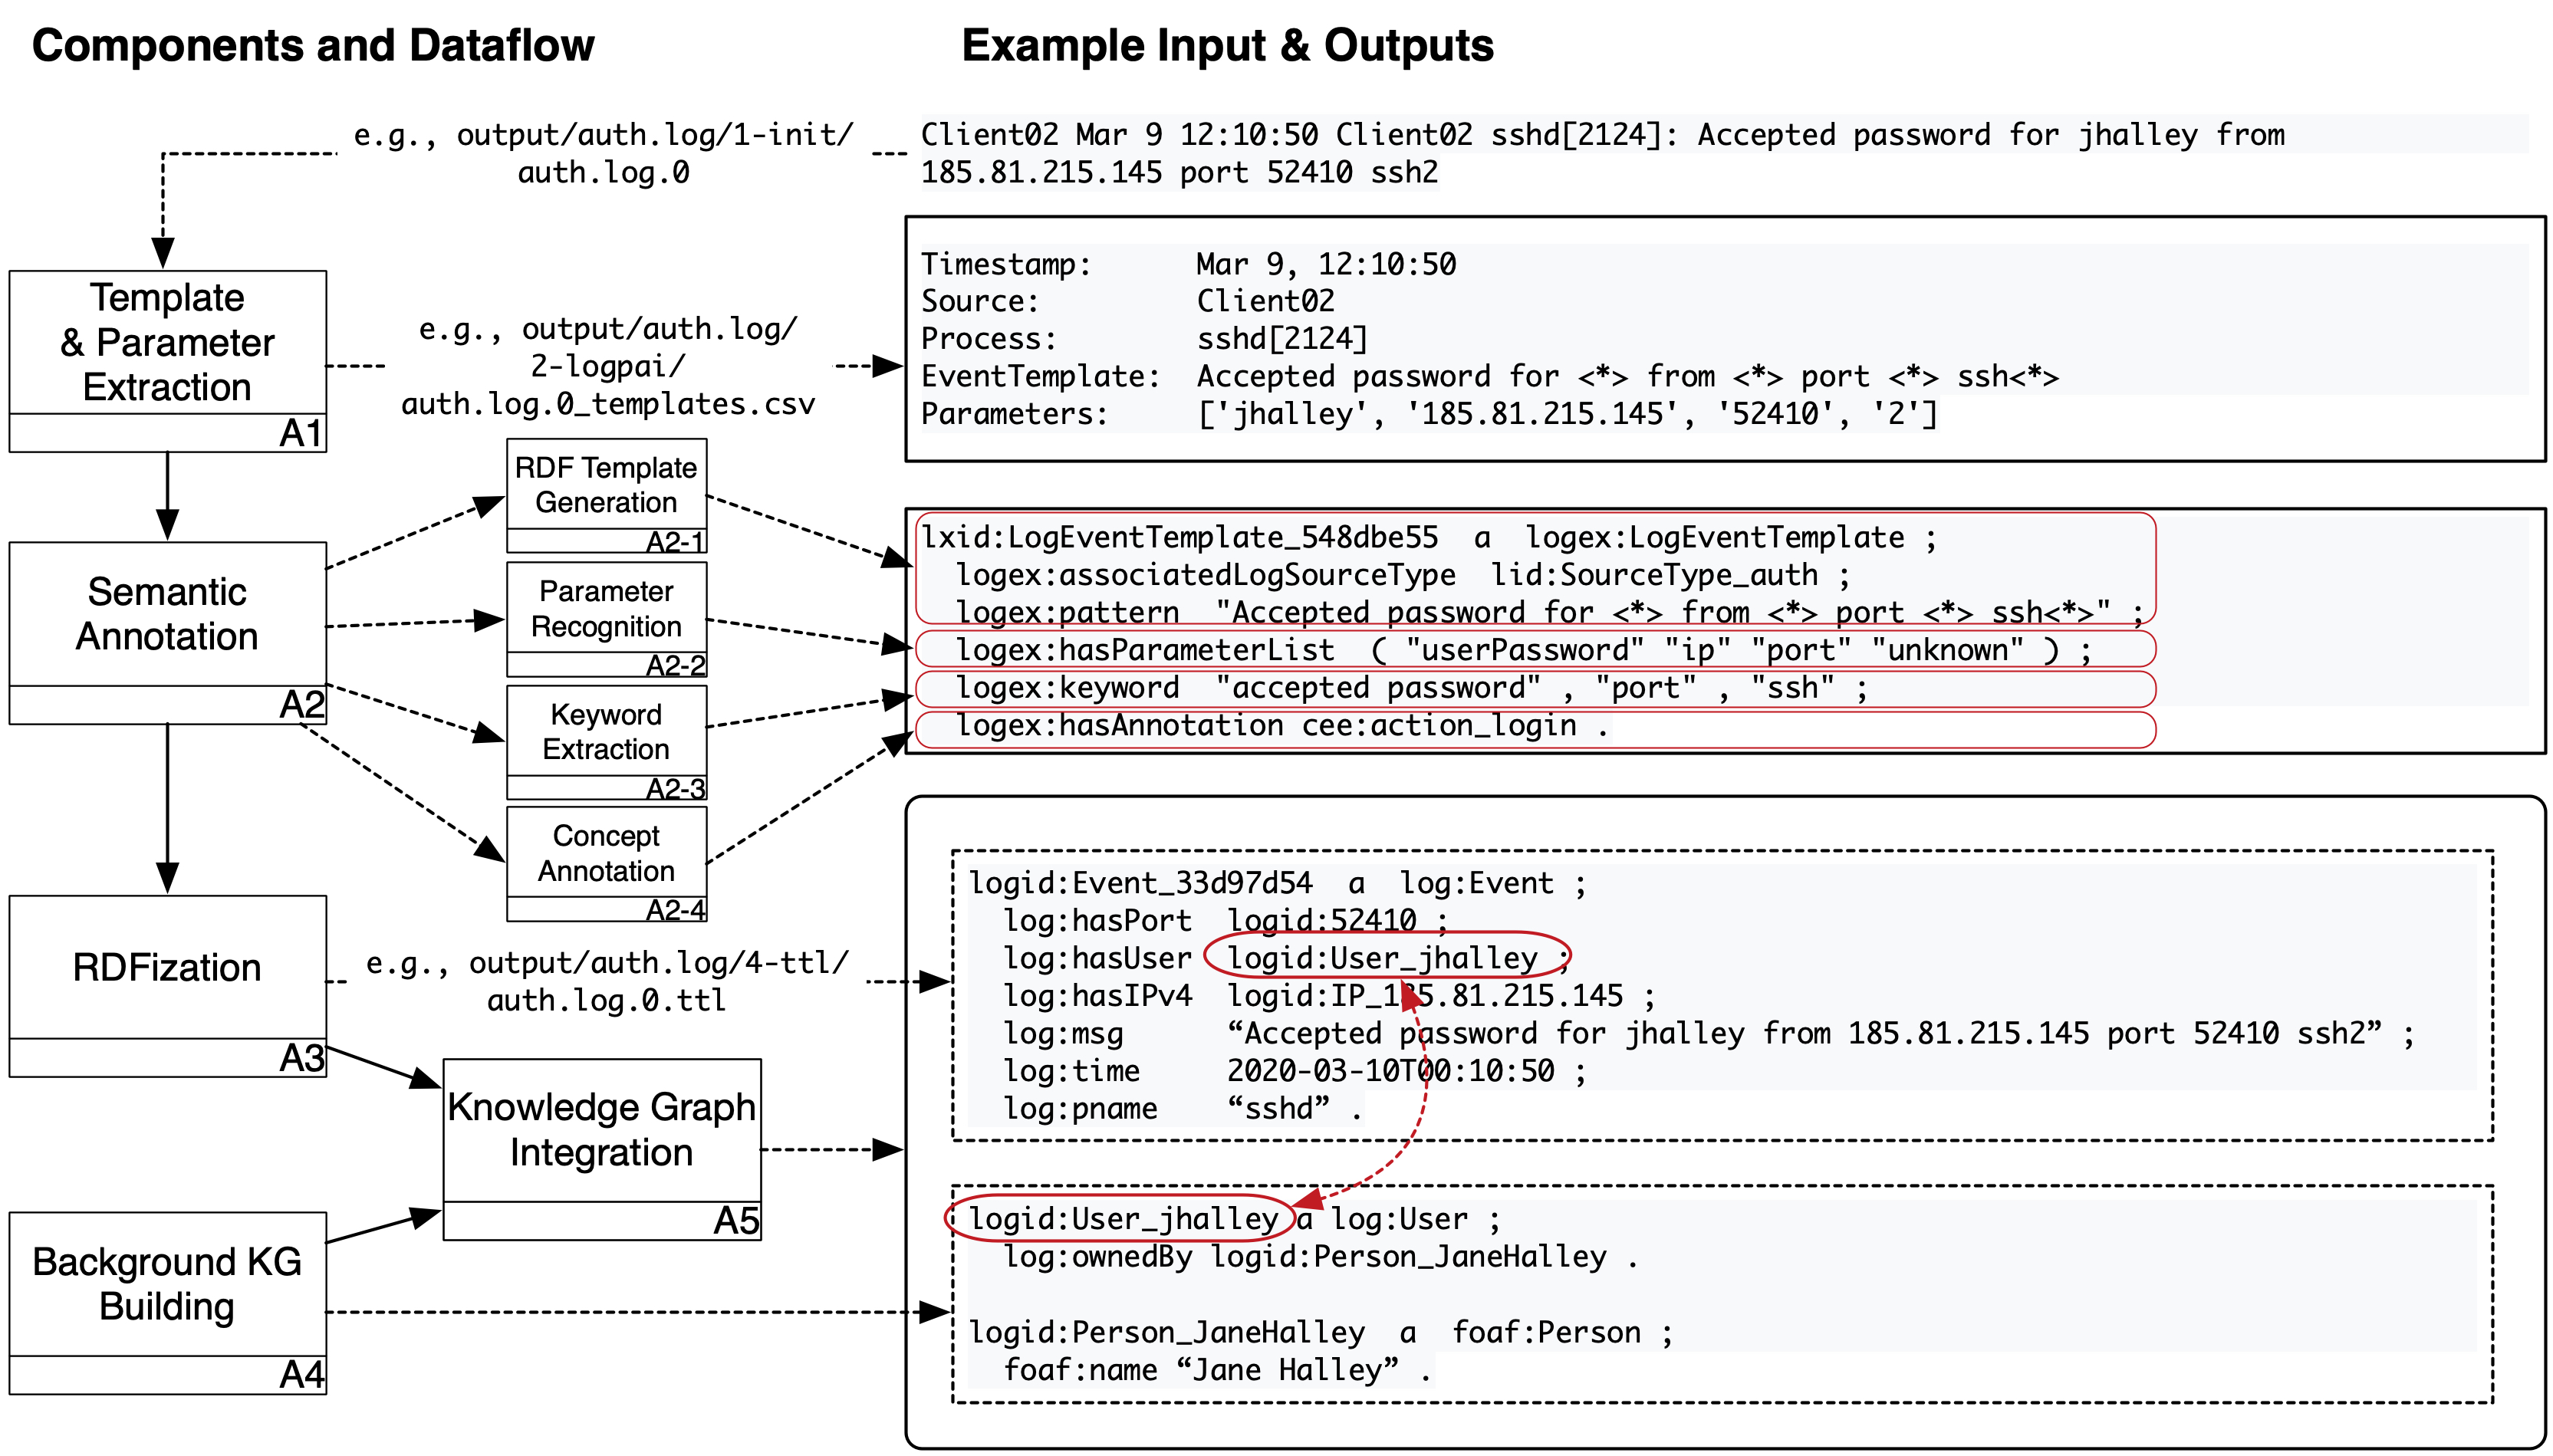 Components and Dataflow
Example Input & Outputs
e.g., output/auth.log/1-init/
auth.log.0
Client02 Mar 9 12:10:50 Client02 sshd[2124]: Accepted password for jhalley from
185.81.215.145 port 52410 ssh2
Template
& Parameter
Extraction
A1
e.g., output/auth.log/
2-logpai/
auth.log.0_templates.csv
Timestamp: Mar 9, 12:10:50
Source: Client02
Process: sshd[2124]
EventTemplate: Accepted password for <*> from <*> port <*> ssh<*>
Parameters: ['jhalley', '185.81.215.145', '52410', '2']
Semantic
Annotation
A2
RDF Template
Generation
A2-1
Parameter
Recognition
A2-2
Keyword
Extraction
A2-3
Concept
Annotation
A2-4
lxid:LogEventTemplate_548dbe55 a logex:LogEventTemplate ;
logex:associatedLogSourceType lid:SourceType_auth ;
logex:pattern "Accepted password for <*> from <*> port <*> ssh<*>" ;
logex:hasParameterList ( "userPassword" "ip" "port" "unknown" ) ;
logex:keyword "accepted password" , "port" , "ssh" ;
logex:hasAnnotation cee:action_login .
RDFization
A3
e.g., output/auth.log/4-ttl/
auth.log.0.ttl
logid:Event_33d97d54 a log:Event ;
log:hasPort logid:52410 ;
log:hasUser logid:User_jhalley ;
log:hasIPv4 logid:IP_185.81.215.145 ;
log:msg “Accepted password for jhalley from 185.81.215.145 port 52410 ssh2” ;
log:time 2020-03-10T00:10:50 ;
log:pname “sshd” .
Knowledge Graph
Integration
A5
Background KG
Building
A4
logid:User_jhalley a log:User ;
log:ownedBy logid:Person_JaneHalley .
logid:Person_JaneHalley a foaf:Person ;
foaf:name “Jane Halley” .